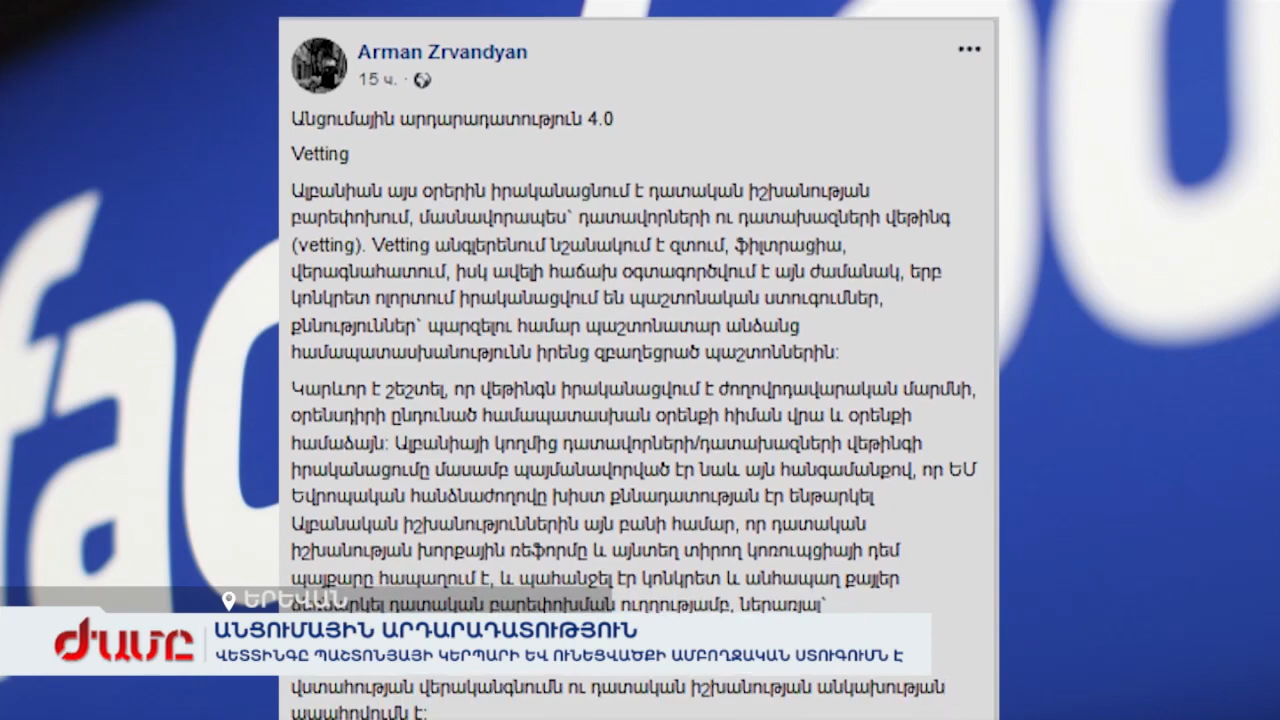 Arman Zrvandyan
15 ч. ·
Անցումային արդարադատություն 4.0
Vetting
Ալբանիան այս օրերին իրականացնում է դատական իշխանության
բարեփոխում, մասնավորապես` դատավորների ու դատախազների վեթինգ
(vetting). Vetting անգլերենում նշանակում է զտում, ֆիլտրացիա,
վերագնահատում, իսկ ավելի հաճախ օգտագործվում է այն ժամանակ, երբ
կոնկրետ ոլորտում իրականացվում են պաշտոնական ստուգումներ,
քննություններ` պարզելու համար պաշտոնատար անձանց
համապատասխանությունն իրենց զբաղեցրած պաշտոններին:
Կարևոր է շեշտել, որ վեթինգն իրականացվում է ժողովրդավարական մարմնի,
օրենսդիրի ընդունած համապատասխան օրենքի հիման վրա և օրենքի
համաձայն: Ալբանիայի կողմից դատավորների/դատախազների վեթինգի
իրականացումը մասամբ պայմանավորված էր նաև այն հանգամանքով, որ ԵՄ
Եվրոպական հանձնաժողովը խիստ քննադատության էր ենթարկել
Ալբանական իշխանություններին այն բանի համար, որ դատական
իշխանության խորքային ռեֆորմը և այնտեղ տիրող կոռուպցիայի դեմ
պայքարը հապաղում է, և պահանջել էր կոնկրետ և անհապաղ քայլեր
ձեռնարկել դատական բարեփոխման ուղղությամբ, ներառյալ`
ԵՐԵՎԱՆ
ԺԱՄԸ
ԱՆՑՈՒՄԱՅԻՆ ԱՐԴԱՐԱԴԱՏՈՒԹՅՈՒՆ
ՎԵՏՏԻՆԳԸ ՊԱՇՏՈՆՅԱՅԻ ԿԵՐՊԱՐԻ ԵՎ ՈՒՆԵՑՎԱԾՔԻ ԱՄԲՈՂՋԱԿԱՆ ՍՏՈՒԳՈՒՄՆ Է
վստահության վերականգնումն ու դատական իշխանության անկախության
ապահովումն է: